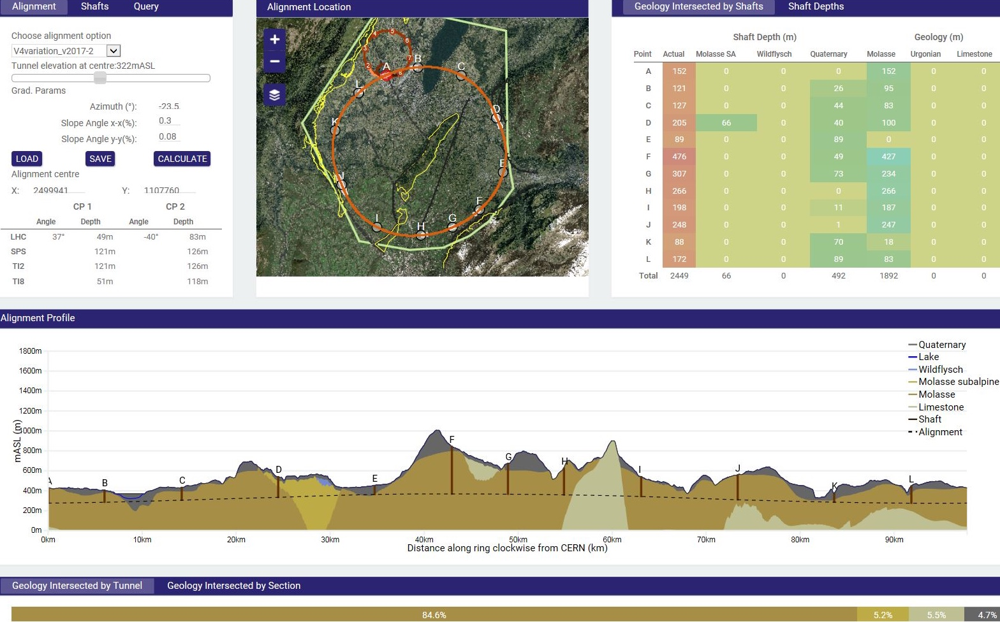 Alignment Shafts Query
Choose alignment option
V4variation_v2017-2
Tunnel elevation at centre:322mASL
Grad. Params
Azimuth (°): -23.5
Slope Angle x-x(%): 0.3
Slope Angle y-y(%): 0.08
LOAD SAVE CALCULATE
Alignment centre
X: 2499941 Y: 1107760
CP 1 CP 2
Angle Depth Angle Depth
LHC 37° 49m -40° 83m
SPS 121m 126m
TI2 121m 126m
TI8 51m 118m
Alignment Location
+
−
4 5 6
3 7
2 8
A B C
L D
K
J E
F
I G
H
Geology Intersected by Shafts Shaft Depths
Shaft Depth (m) Geology (m)
Point Actual Molasse SA Wildflysch Quaternary Molasse Urgonian Limestone
A 152 0 0 0 152 0 0
B 121 0 0 26 95 0 0
C 127 0 0 44 83 0 0
D 205 66 0 40 100 0 0
E 89 0 0 89 0 0 0
F 476 0 0 49 427 0 0
G 307 0 0 73 234 0 0
H 266 0 0 0 266 0 0
I 198 0 0 11 187 0 0
J 248 0 0 1 247 0 0
K 88 0 0 70 18 0 0
L 172 0 0 89 83 0 0
Total 2449 66 0 492 1892 0 0
Alignment Profile
mASL (m)
1800m
1600m
1400m
1200m
1000m
800m
600m
400m
200m
0m
A B C D E F G H I J K L
Quaternary
Lake
Wildflysch
Molasse subalpine
Molasse
Limestone
Shaft
Alignment
0km 10km 20km 30km 40km 50km 60km 70km 80km 90km
Distance along ring clockwise from CERN (km)
Geology Intersected by Tunnel Geology Intersected by Section
84.6% 5.2% 5.5% 4.7%